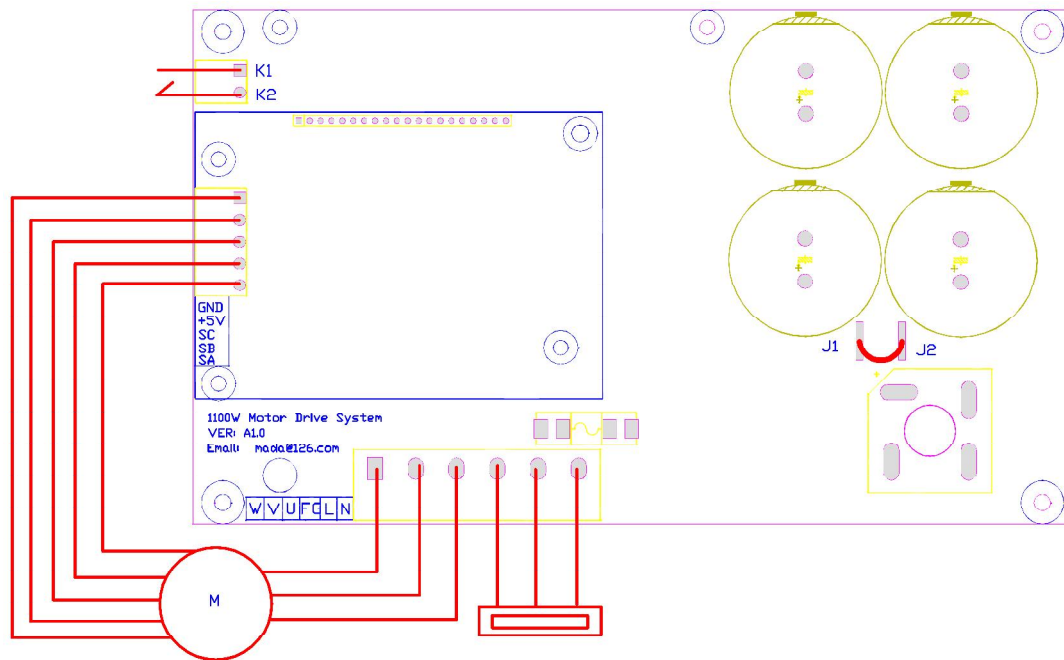 K1
K2
GND
+5V
SC
SB
SA
J1
J2
1100W Motor Drive System
VER: A1.0
Email: maola@126.com
W V U FG L N
M